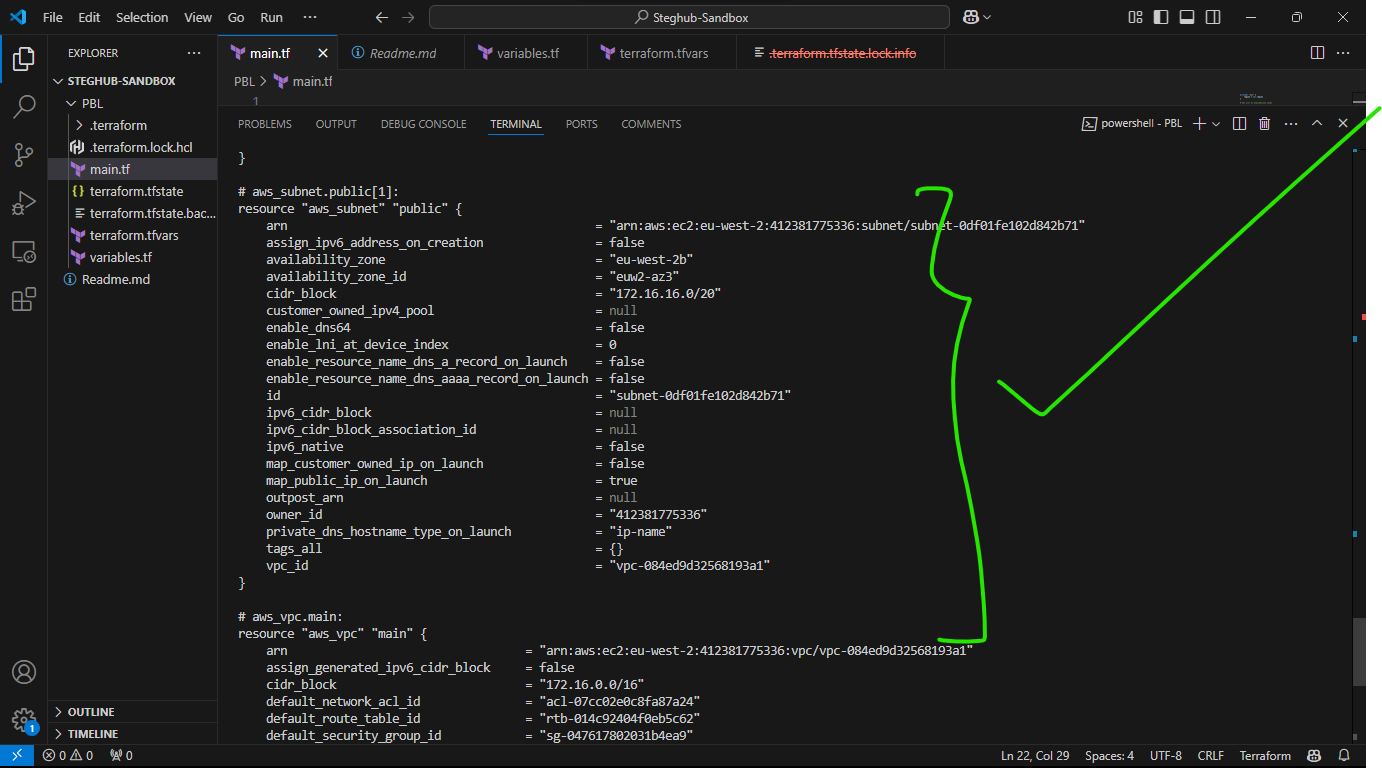 File Edit Selection View Go Run ··· Steghub-Sandbox
EXPLORER ···
main.tf Readme.md variables.tf terraform.tfvars .terraform.tfstate.lock.info ···
STEGHUB-SANDBOX
PBL
.terraform
.terraform.lock.hcl
main.tf
terraform.tfstate
terraform.tfstate.bac...
terraform.tfvars
variables.tf
Readme.md
OUTLINE
TIMELINE
1
PBL > main.tf
1
PROBLEMS OUTPUT DEBUG CONSOLE TERMINAL PORTS COMMENTS powershell - PBL ···
}
# aws_subnet.public[1]:
resource "aws_subnet" "public" {
arn = "arn:aws:ec2:eu-west-2:412381775336:subnet/subnet-0df01fe102d842b71"
assign_ipv6_address_on_creation = false
availability_zone = "eu-west-2b"
availability_zone_id = "euw2-az3"
cidr_block = "172.16.16.0/20"
customer_owned_ipv4_pool = null
enable_dns64 = false
enable_lni_at_device_index = 0
enable_resource_name_dns_a_record_on_launch = false
enable_resource_name_dns_aaaa_record_on_launch = false
id = "subnet-0df01fe102d842b71"
ipv6_cidr_block = null
ipv6_cidr_block_association_id = null
ipv6_native = false
map_customer_owned_ip_on_launch = false
map_public_ip_on_launch = true
outpost_arn = null
owner_id = "412381775336"
private_dns_hostname_type_on_launch = "ip-name"
tags_all = {}
vpc_id = "vpc-084ed9d32568193a1"
}
# aws_vpc.main:
resource "aws_vpc" "main" {
arn = "arn:aws:ec2:eu-west-2:412381775336:vpc/vpc-084ed9d32568193a1"
assign_generated_ipv6_cidr_block = false
cidr_block = "172.16.0.0/16"
default_network_acl_id = "acl-07cc02e0c8fa87a24"
default_route_table_id = "rtb-014c92404f0eb5c62"
default_security_group_id = "sg-047617802031b4ea9"
0 0 0 Ln 22, Col 29 Spaces: 4 UTF-8 CRLF Terraform